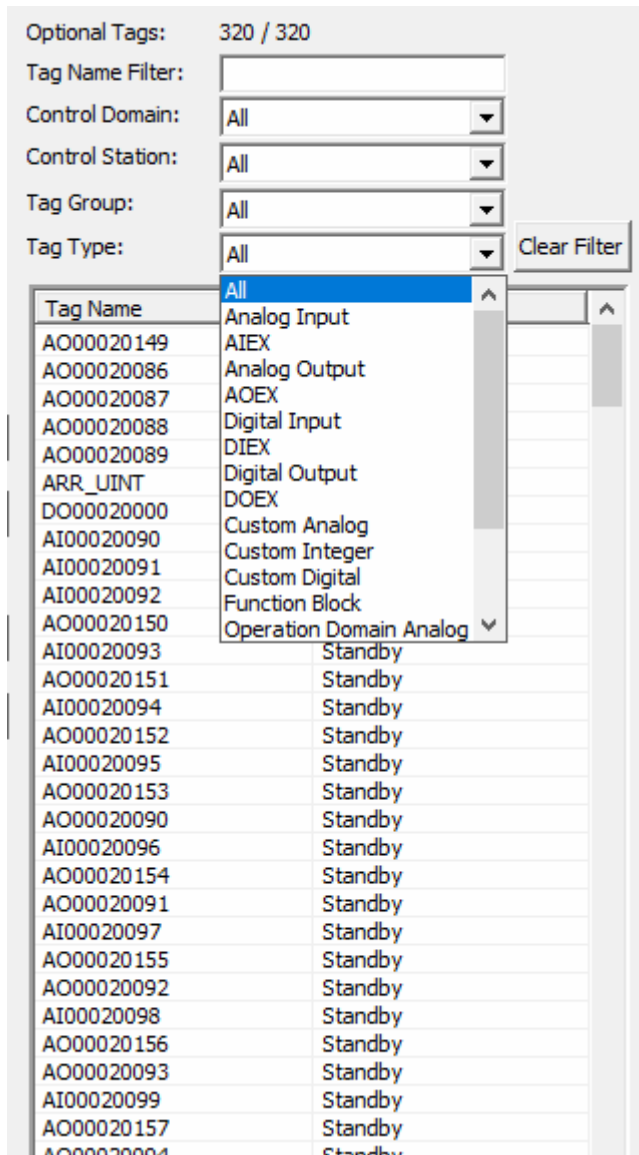 Optional Tags: 320 / 320
Tag Name Filter:
Control Domain: All
Control Station: All
Tag Group: All
Tag Type: All Clear Filter
Tag Name
All
Analog Input
AIEX
Analog Output
AOEX
Digital Input
DIEX
Digital Output
DOEX
Custom Analog
Custom Integer
Custom Digital
Function Block
Operation Domain Analog
AO00020149
AO00020086
AO00020087
AO00020088
AO00020089
ARR_UINT
DO00020000
AI00020090
AI00020091
AI00020092
AO00020150
AI00020093 Standby
AO00020151 Standby
AI00020094 Standby
AO00020152 Standby
AI00020095 Standby
AO00020153 Standby
AO00020090 Standby
AI00020096 Standby
AO00020154 Standby
AO00020091 Standby
AI00020097 Standby
AO00020155 Standby
AO00020092 Standby
AI00020098 Standby
AO00020156 Standby
AO00020093 Standby
AI00020099 Standby
AO00020157 Standby
AO00020094 Standby